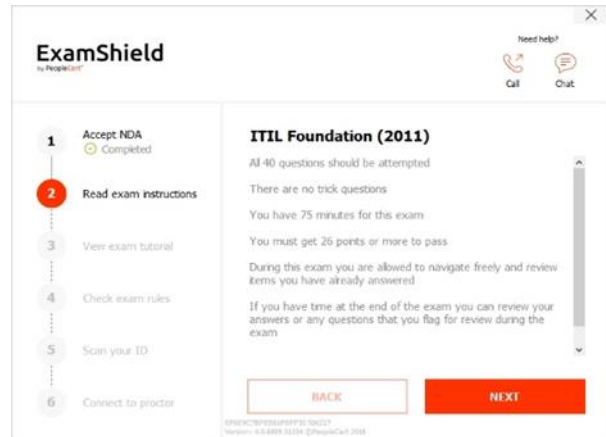 Need help?
ExamShield
by PeopleCert
Call Chat
1 Accept NDA
Completed
2 Read exam instructions
3 View exam tutorial
4 Check exam rules
5 Scan your ID
6 Connect to proctor
ITIL Foundation (2011)
All 40 questions should be attempted
There are no trick questions
You have 75 minutes for this exam
You must get 26 points or more to pass
During this exam you are allowed to navigate freely and review
items you have already answered
If you have time at the end of the exam you can review your
answers or any questions that you flag for review during the
exam
BACK NEXT